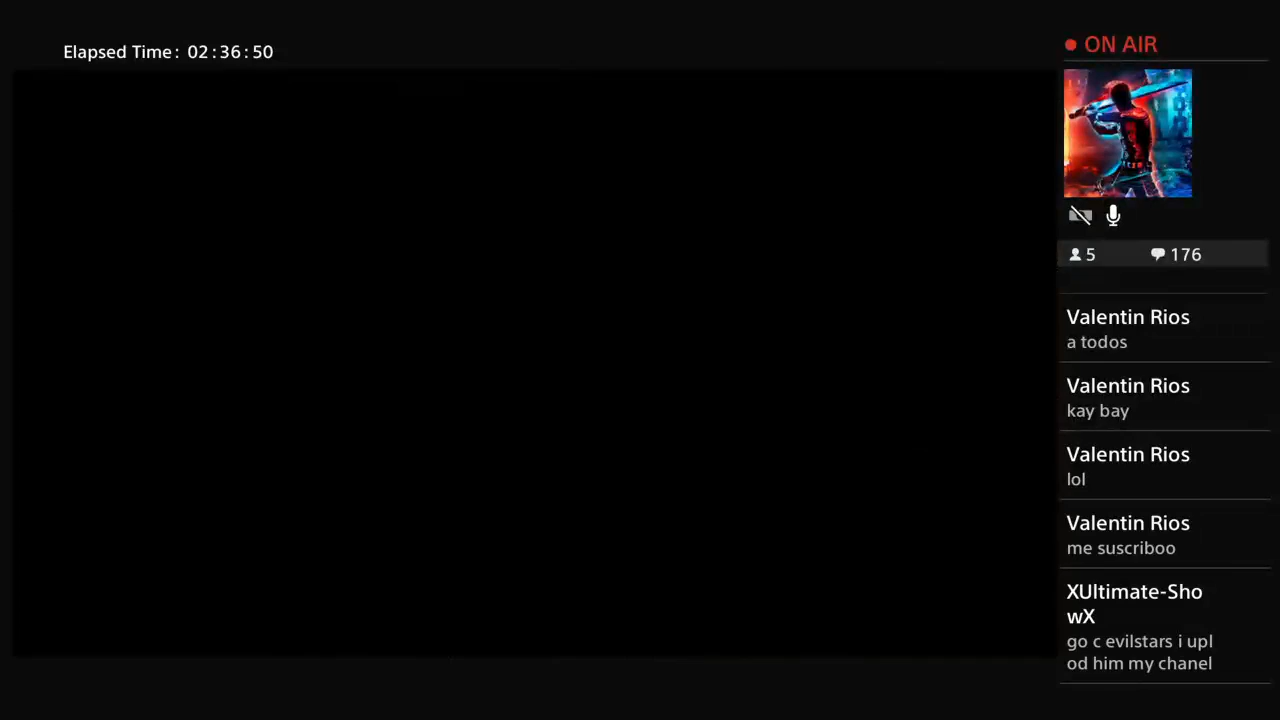 Elapsed Time: 02:36:50
ON AIR
5 176
Valentin Rios
a todos
Valentin Rios
kay bay
Valentin Rios
lol
Valentin Rios
me suscriboo
XUltimate-Sho
wX
go c evilstars i upl
od him my chanel